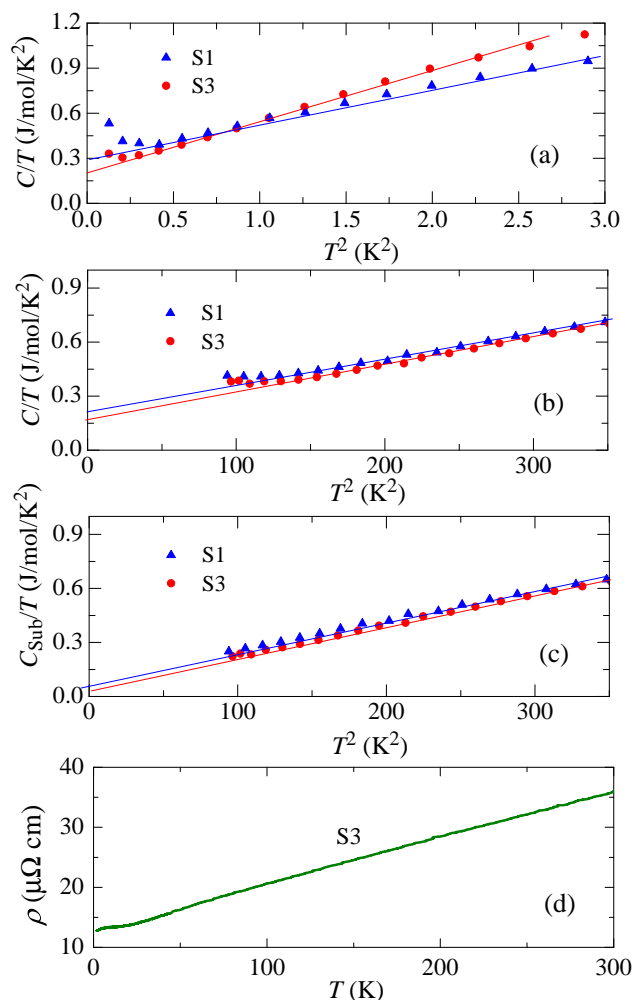 1.2
0.9
0.6
0.3
0.0
C/T (J/mol/K²)
S1
S3
(a)
0.0 0.5 1.0 1.5 2.0 2.5 3.0
T² (K²)
0.9
0.6
0.3
0.0
C/T (J/mol/K²)
S1
S3
(b)
0 100 200 300
T² (K²)
0.9
0.6
0.3
0.0
C_Sub/T (J/mol/K²)
S1
S3
(c)
0 100 200 300
T² (K²)
40
30
20
10
ρ (μΩ cm)
S3
(d)
0 100 200 300
T (K)